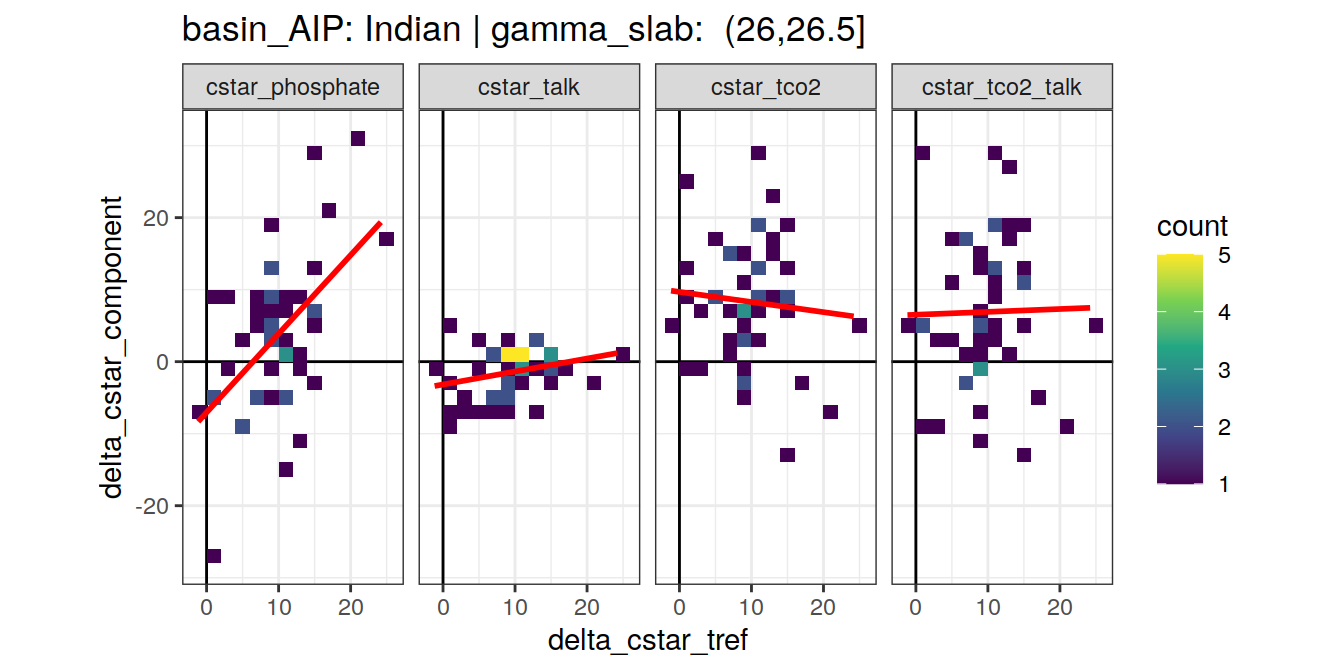 basin_AIP: Indian | gamma_slab:  (26,26.5]
cstar_phosphate
cstar_talk
cstar_tco2
cstar_tco2_talk
delta_cstar_component
20
0
-20
0 10 20
0 10 20
0 10 20
0 10 20
delta_cstar_tref
count
5
4
3
2
1